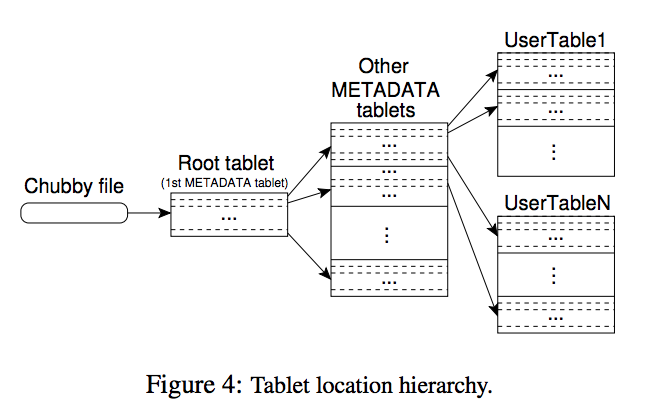 UserTable1
...
...
⋮
Other
METADATA
tablets
...
...
...
⋮
...
Root tablet
(1st METADATA tablet)
...
Chubby file
UserTableN
...
⋮
...
Figure 4: Tablet location hierarchy.